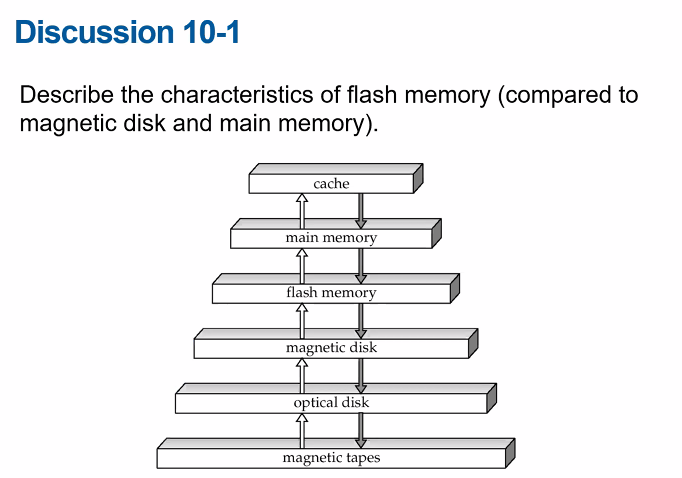 Discussion 10-1
Describe the characteristics of flash memory (compared to
magnetic disk and main memory).
cache
main memory
flash memory
magnetic disk
optical disk
magnetic tapes